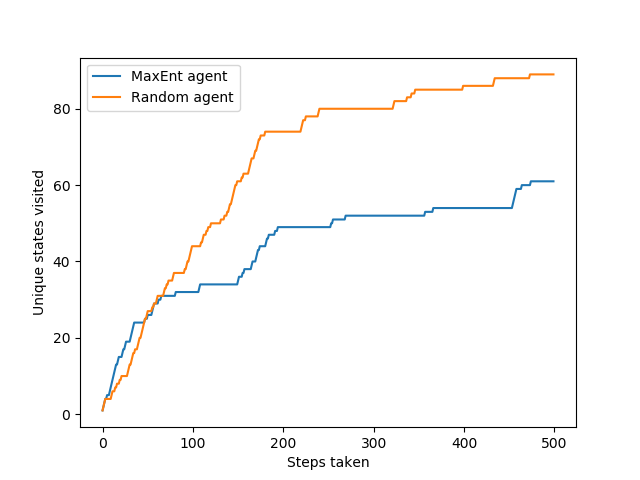 MaxEnt agent
Random agent
Unique states visited
80
60
40
20
0
0 100 200 300 400 500
Steps taken